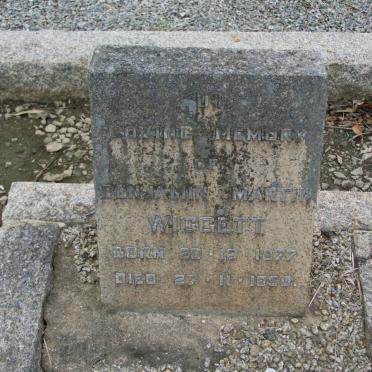 IN
LOVING MEMORY
OF
BENJAMIN MARTIN
WIGGETT
BORN 20 · 12 · 1877
DIED 27 · 11 · 1950